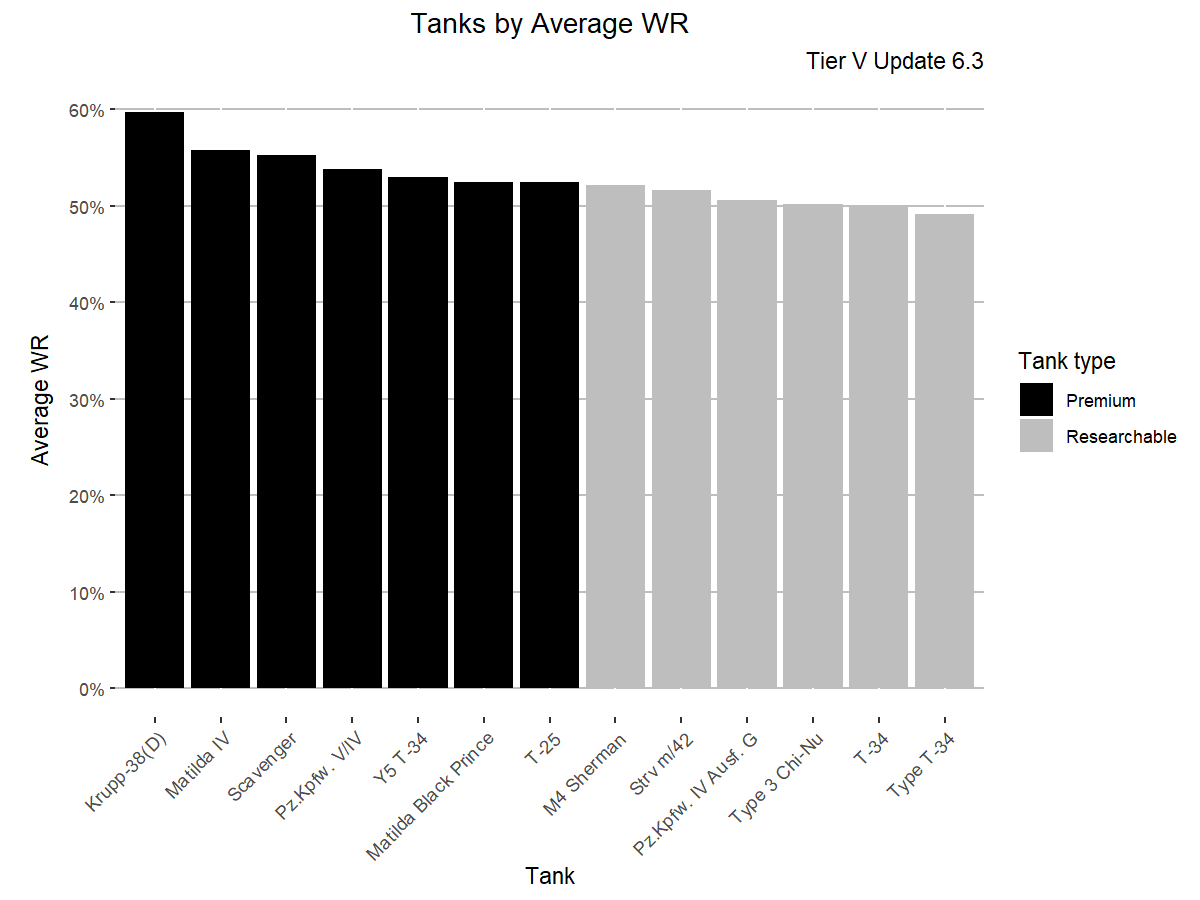 Tanks by Average WR
Tier V Update 6.3
60%
50%
40%
30%
20%
10%
0%
Average WR
Krupp-38(D)
Matilda IV
Scavenger
Pz.Kpfw. V/IV
Y5 T-34
Matilda Black Prince
T-25
M4 Sherman
Strv m/42
Pz.Kpfw. IV Ausf. G
Type 3 Chi-Nu
T-34
Type T-34
Tank
Tank type
Premium
Researchable